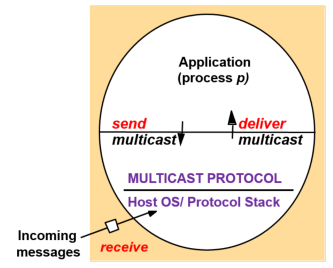 Application
(process p)
send deliver
multicast multicast
MULTICAST PROTOCOL
Host OS/ Protocol Stack
Incoming
messages
receive